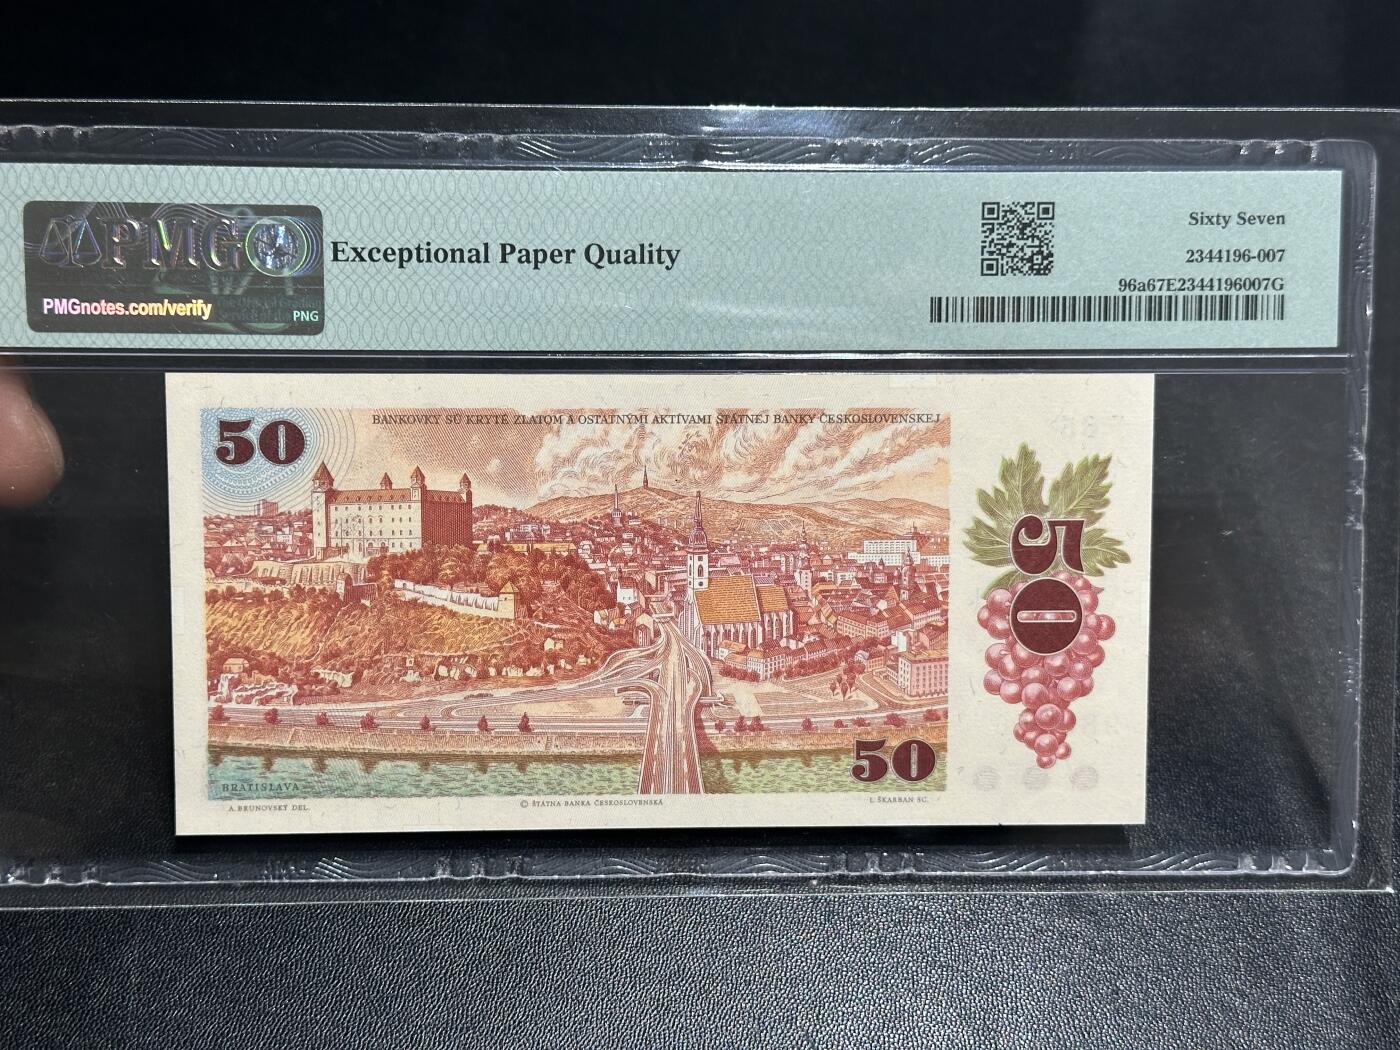 PMG
PMGnotes.com/verify
PNG
Exceptional Paper Quality
Sixty Seven
2344196-007
96a67E2344196007G
BANKOVKY SÚ KRYTÉ ZLATOM A OSTATNÝMI AKTÍVAMI ŠTÁTNEJ BANKY ČESKOSLOVENSKEJ
50
50
50
BRATISLAVA
A. BRUNOVSKÝ DEL.
© ŠTÁTNA BANKA ČESKOSLOVENSKÁ
L. ŠKARBAN SC.